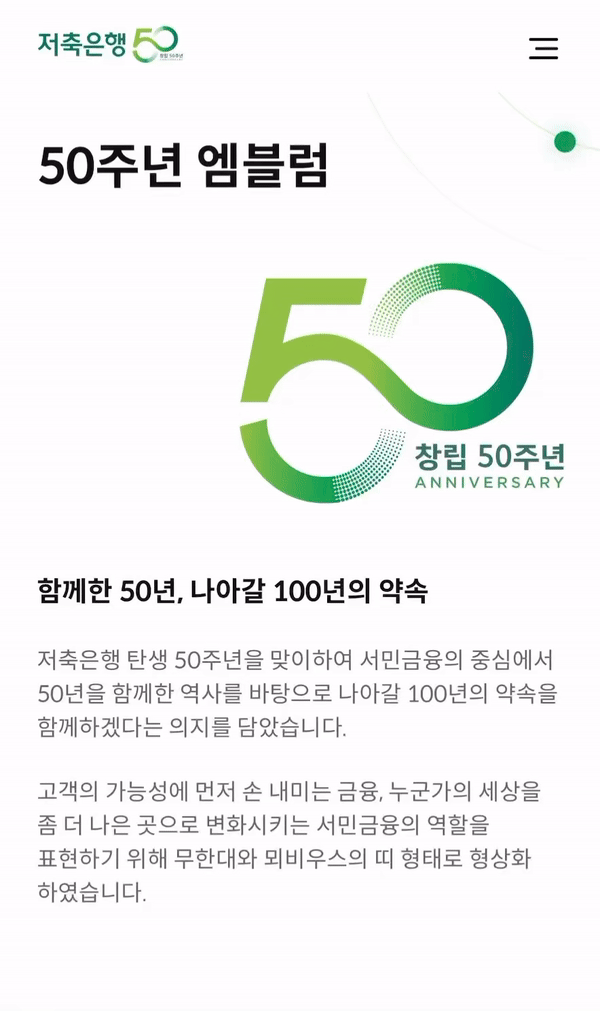 저축은행 50
창립 50주년
50주년 엠블럼
50
창립 50주년
ANNIVERSARY
함께한 50년, 나아갈 100년의 약속
저축은행 탄생 50주년을 맞이하여 서민금융의 중심에서
50년을 함께한 역사를 바탕으로 나아갈 100년의 약속을
함께하겠다는 의지를 담았습니다.
고객의 가능성에 먼저 손 내미는 금융, 누군가의 세상을
좀 더 나은 곳으로 변화시키는 서민금융의 역할을
표현하기 위해 무한대와 뫼비우스의 띠 형태로 형상화
하였습니다.